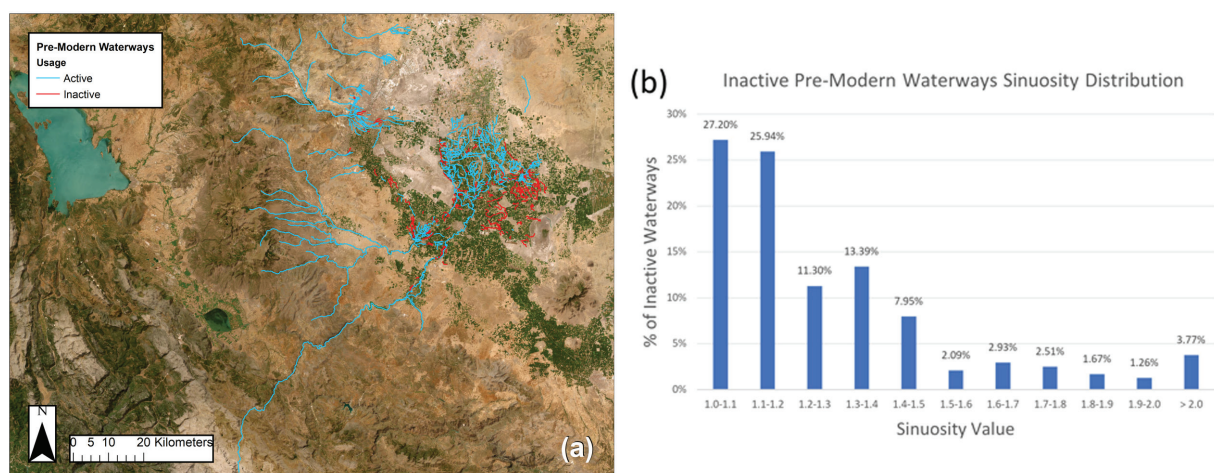 Pre-Modern Waterways
Usage
Active
Inactive
N
0 5 10 20 Kilometers
(a)
(b)
Inactive Pre-Modern Waterways Sinuosity Distribution
% of Inactive Waterways
30%
25%
20%
15%
10%
5%
0%
27.20%
25.94%
11.30%
13.39%
7.95%
2.09%
2.93%
2.51%
1.67%
1.26%
3.77%
1.0-1.1 1.1-1.2 1.2-1.3 1.3-1.4 1.4-1.5 1.5-1.6 1.6-1.7 1.7-1.8 1.8-1.9 1.9-2.0 > 2.0
Sinuosity Value